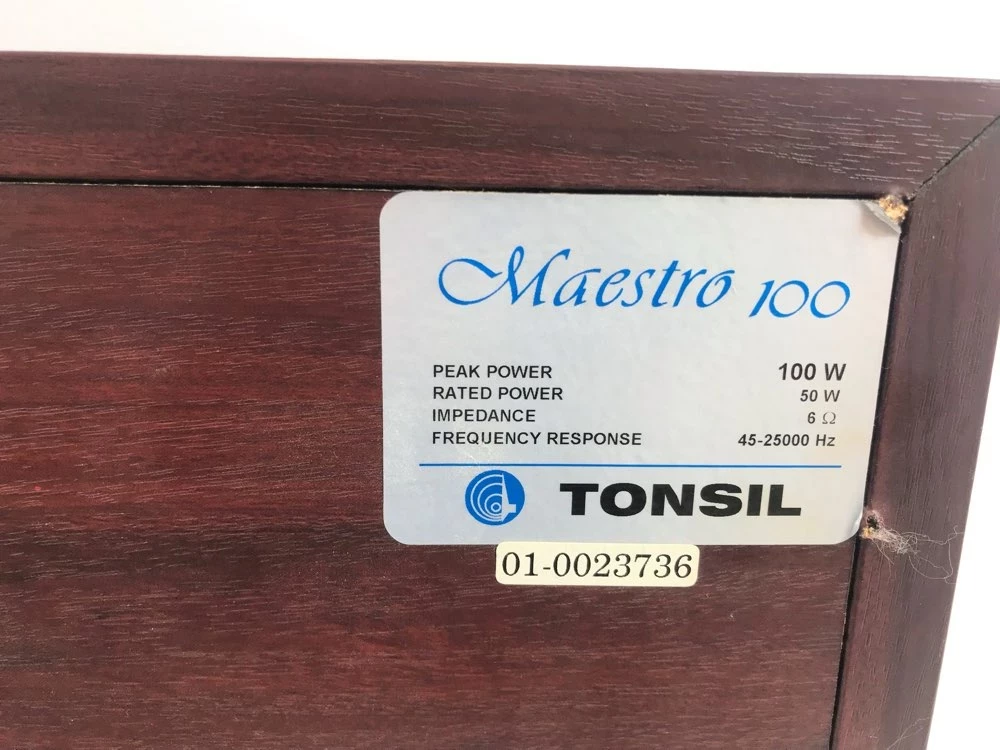 Maestro 100
PEAK POWER 100 W
RATED POWER 50 W
IMPEDANCE 6 Ω
FREQUENCY RESPONSE 45-25000 Hz
TONSIL
01-0023736